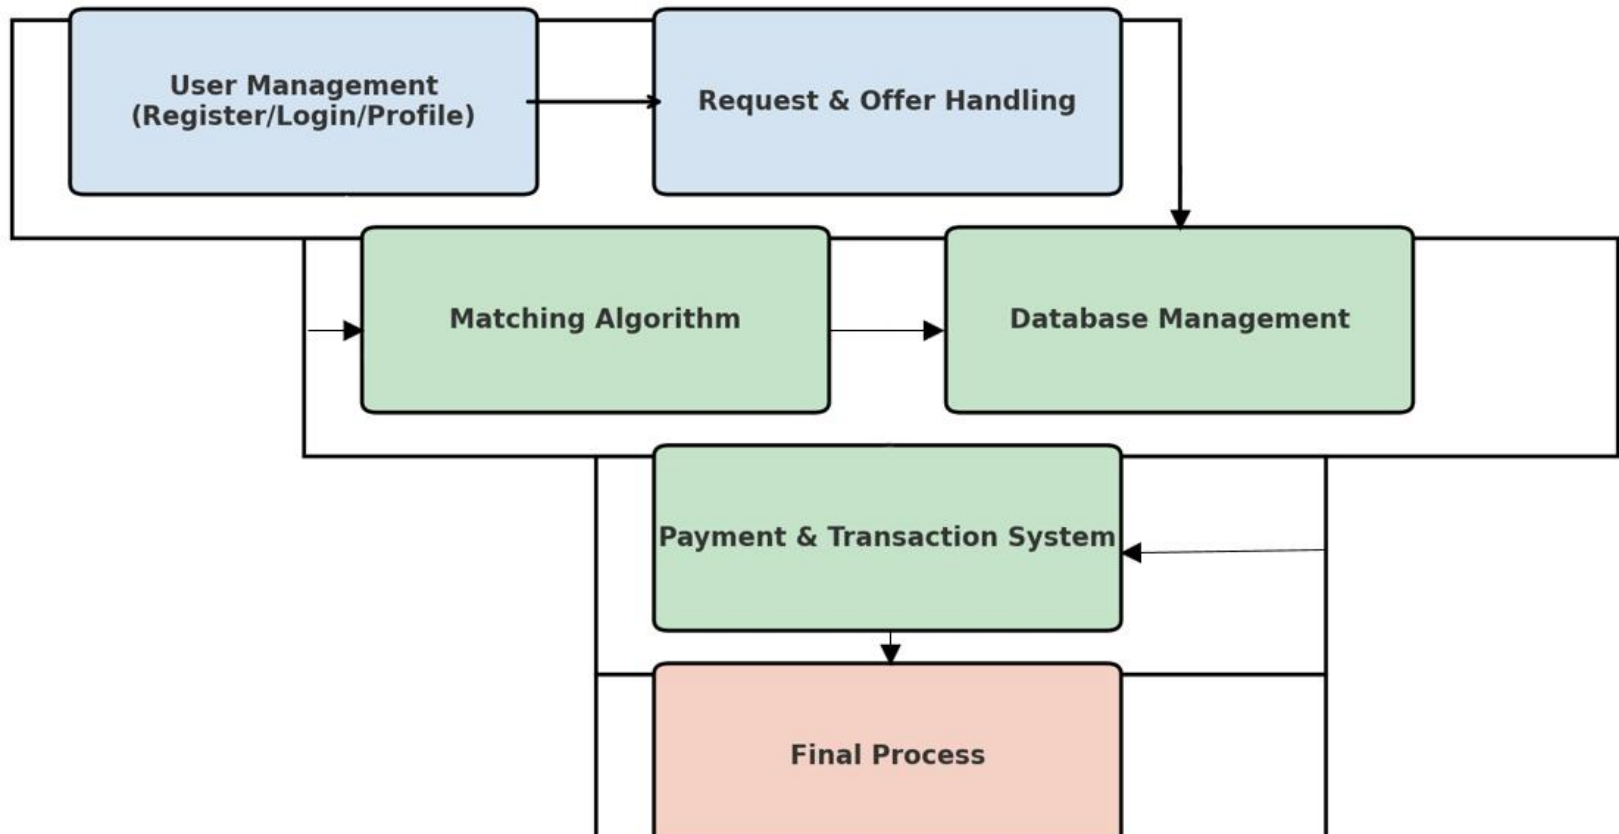 User Management
(Register/Login/Profile)
Request & Offer Handling
Matching Algorithm
Database Management
Payment & Transaction System
Final Process